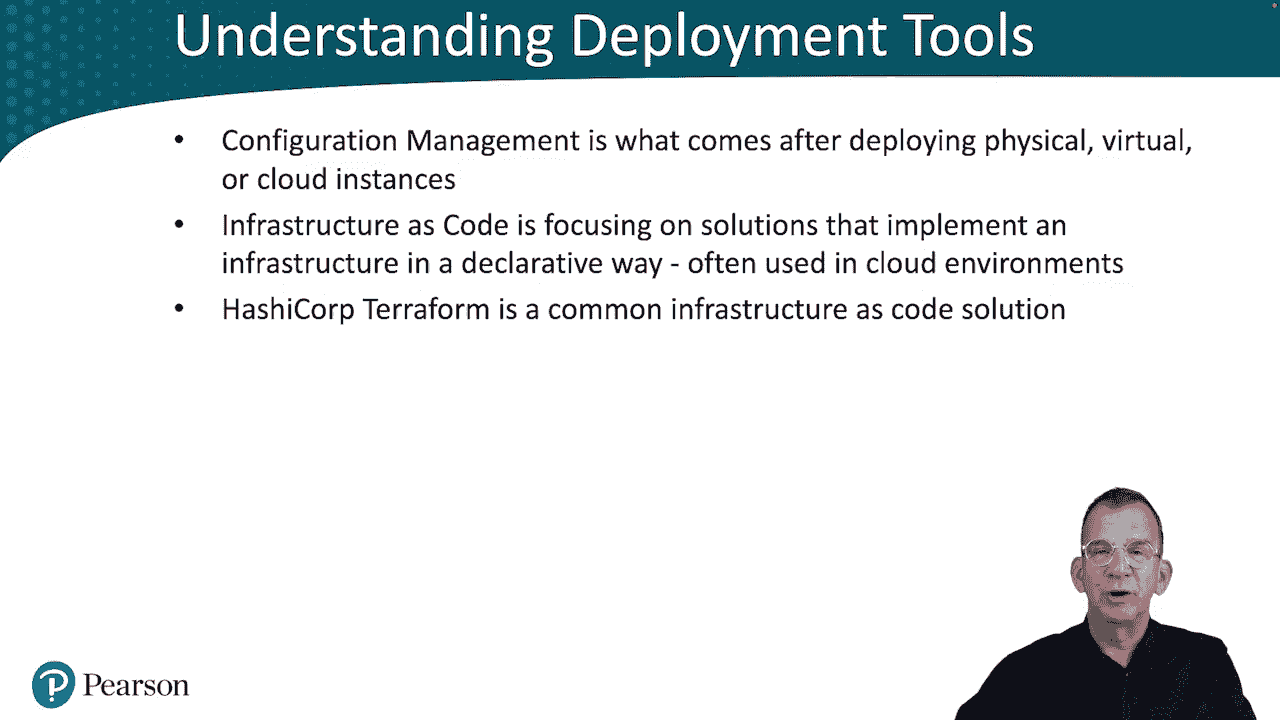 Understanding Deployment Tools
• Configuration Management is what comes after deploying physical, virtual,
or cloud instances
• Infrastructure as Code is focusing on solutions that implement an
infrastructure in a declarative way - often used in cloud environments
• HashiCorp Terraform is a common infrastructure as code solution
Pearson